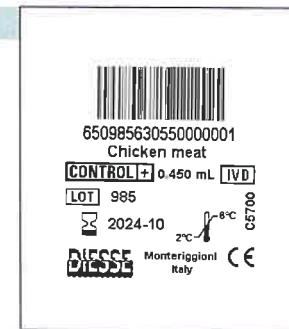 650985630550000001
Chicken meat
CONTROL + 0,450 mL IVD
LOT 985
2024-10
2°C 8°C
C5700
DIESSE Monteriggioni
Italy CE